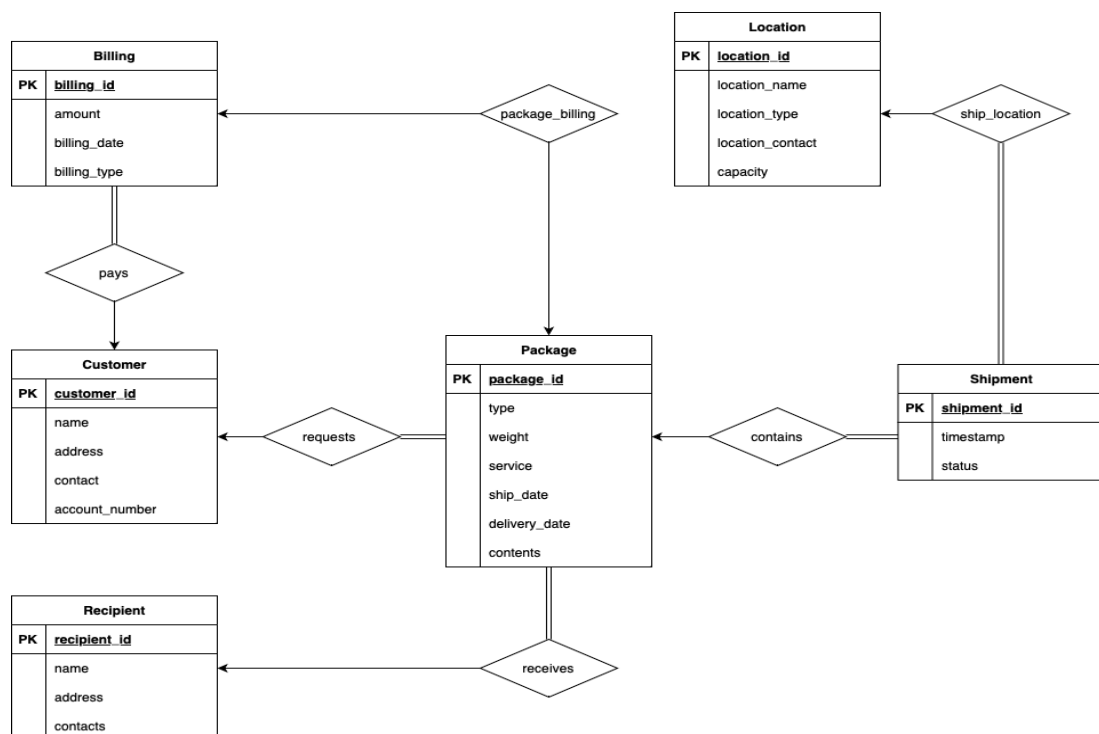 Billing
PK billing_id
amount
billing_date
billing_type
package_billing
Location
PK location_id
location_name
location_type
location_contact
capacity
ship_location
pays
Customer
PK customer_id
name
address
contact
account_number
requests
Package
PK package_id
type
weight
service
ship_date
delivery_date
contents
contains
Shipment
PK shipment_id
timestamp
status
Recipient
PK recipient_id
name
address
contacts
receives